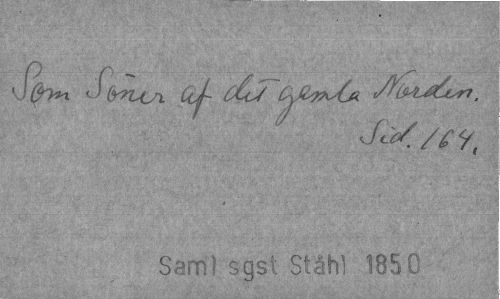 Som Söner af det gamla Norden.
Sid. 164.
Saml sgst Ståhl 1850